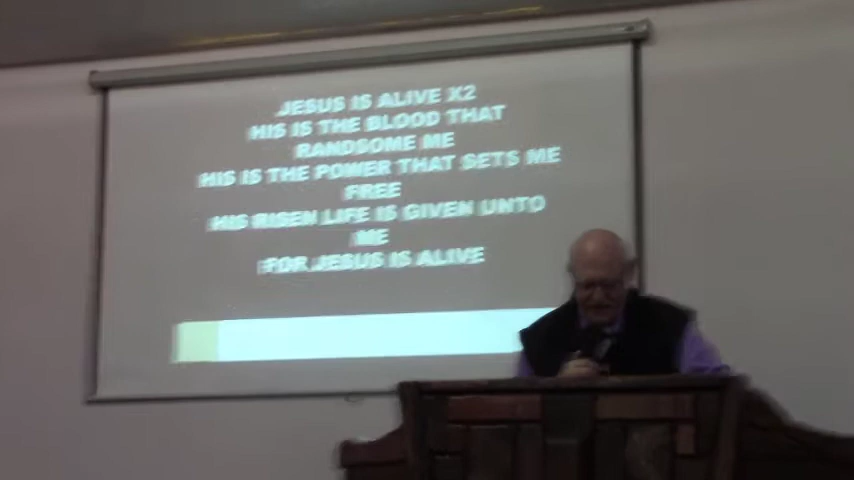 JESUS IS ALIVE X2
HIS IS THE BLOOD THAT
RANDSOME ME
HIS IS THE POWER THAT SETS ME
FREE
HIS RISEN LIFE IS GIVEN UNTO
ME
FOR JESUS IS ALIVE